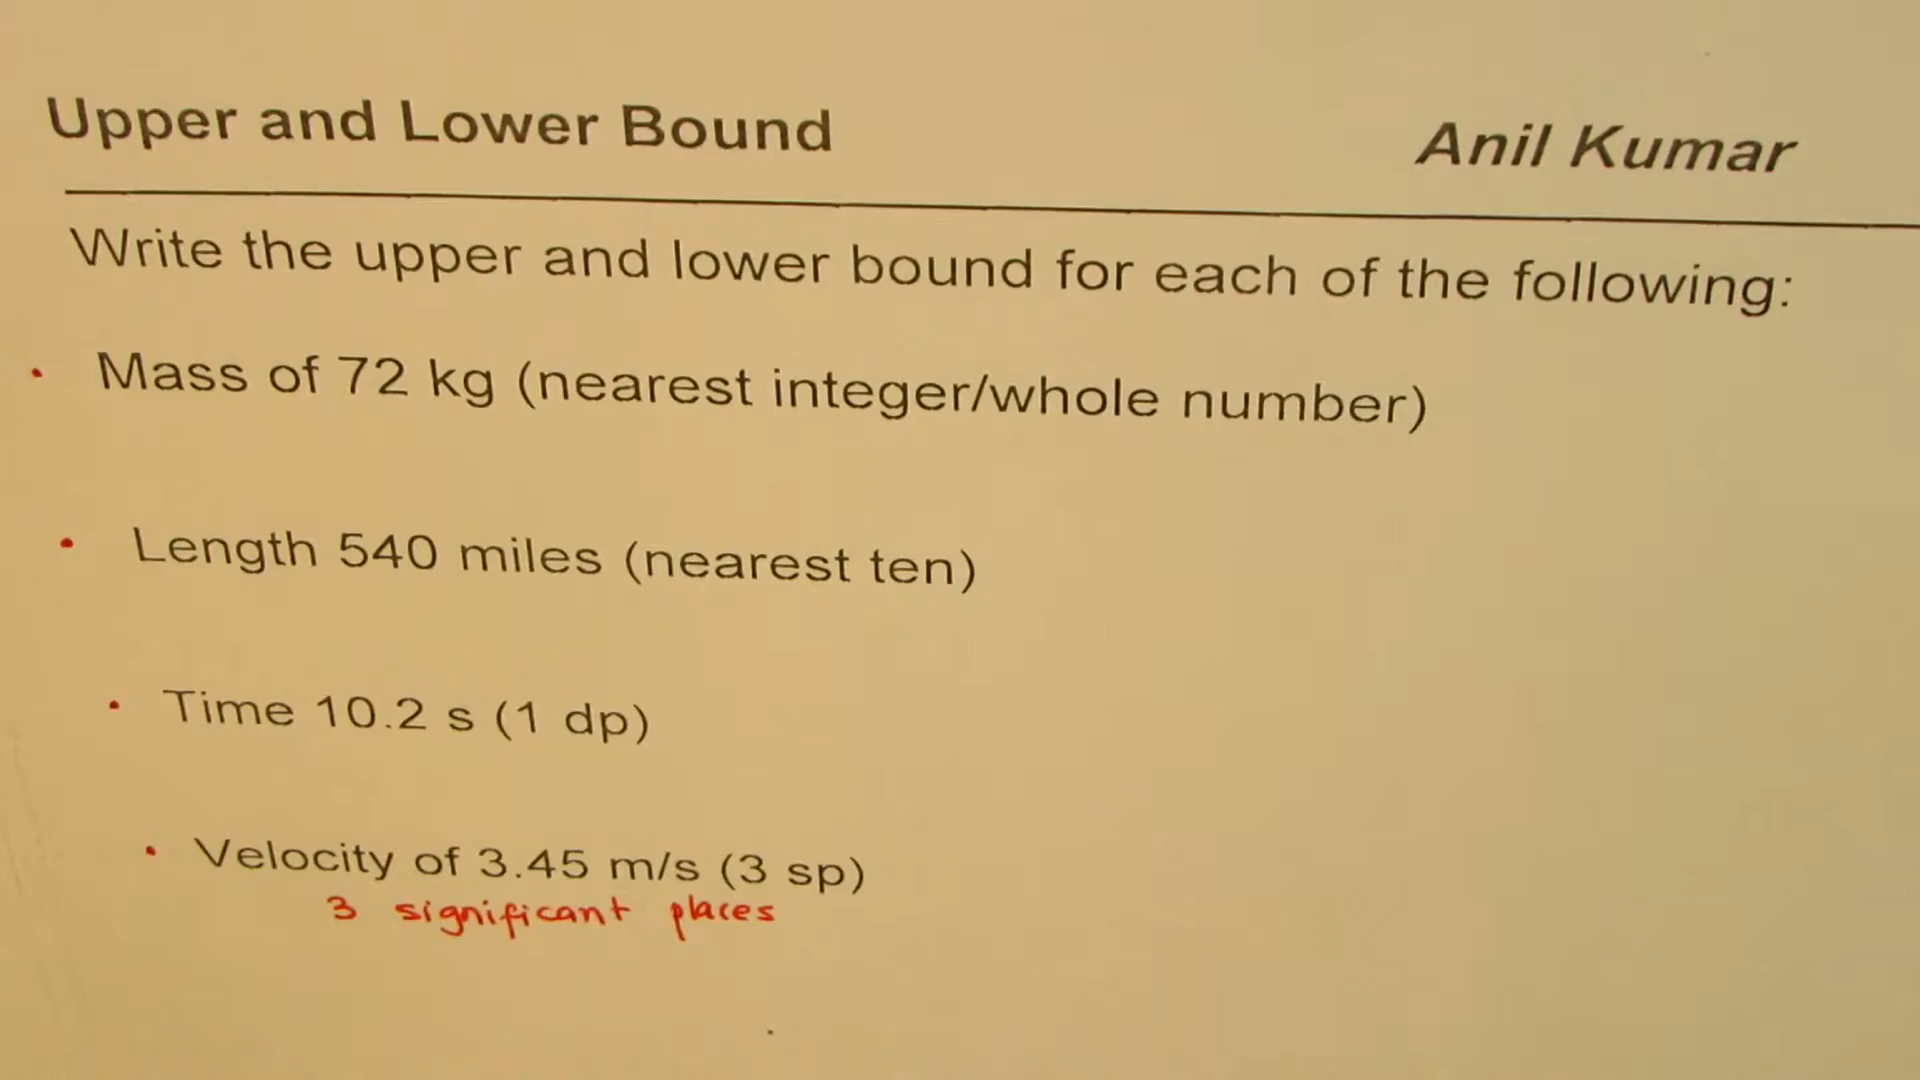 Upper and Lower Bound
Anil Kumar
Write the upper and lower bound for each of the following:
• Mass of 72 kg (nearest integer/whole number)
• Length 540 miles (nearest ten)
• Time 10.2 s (1 dp)
• Velocity of 3.45 m/s (3 sp)
3 significant places